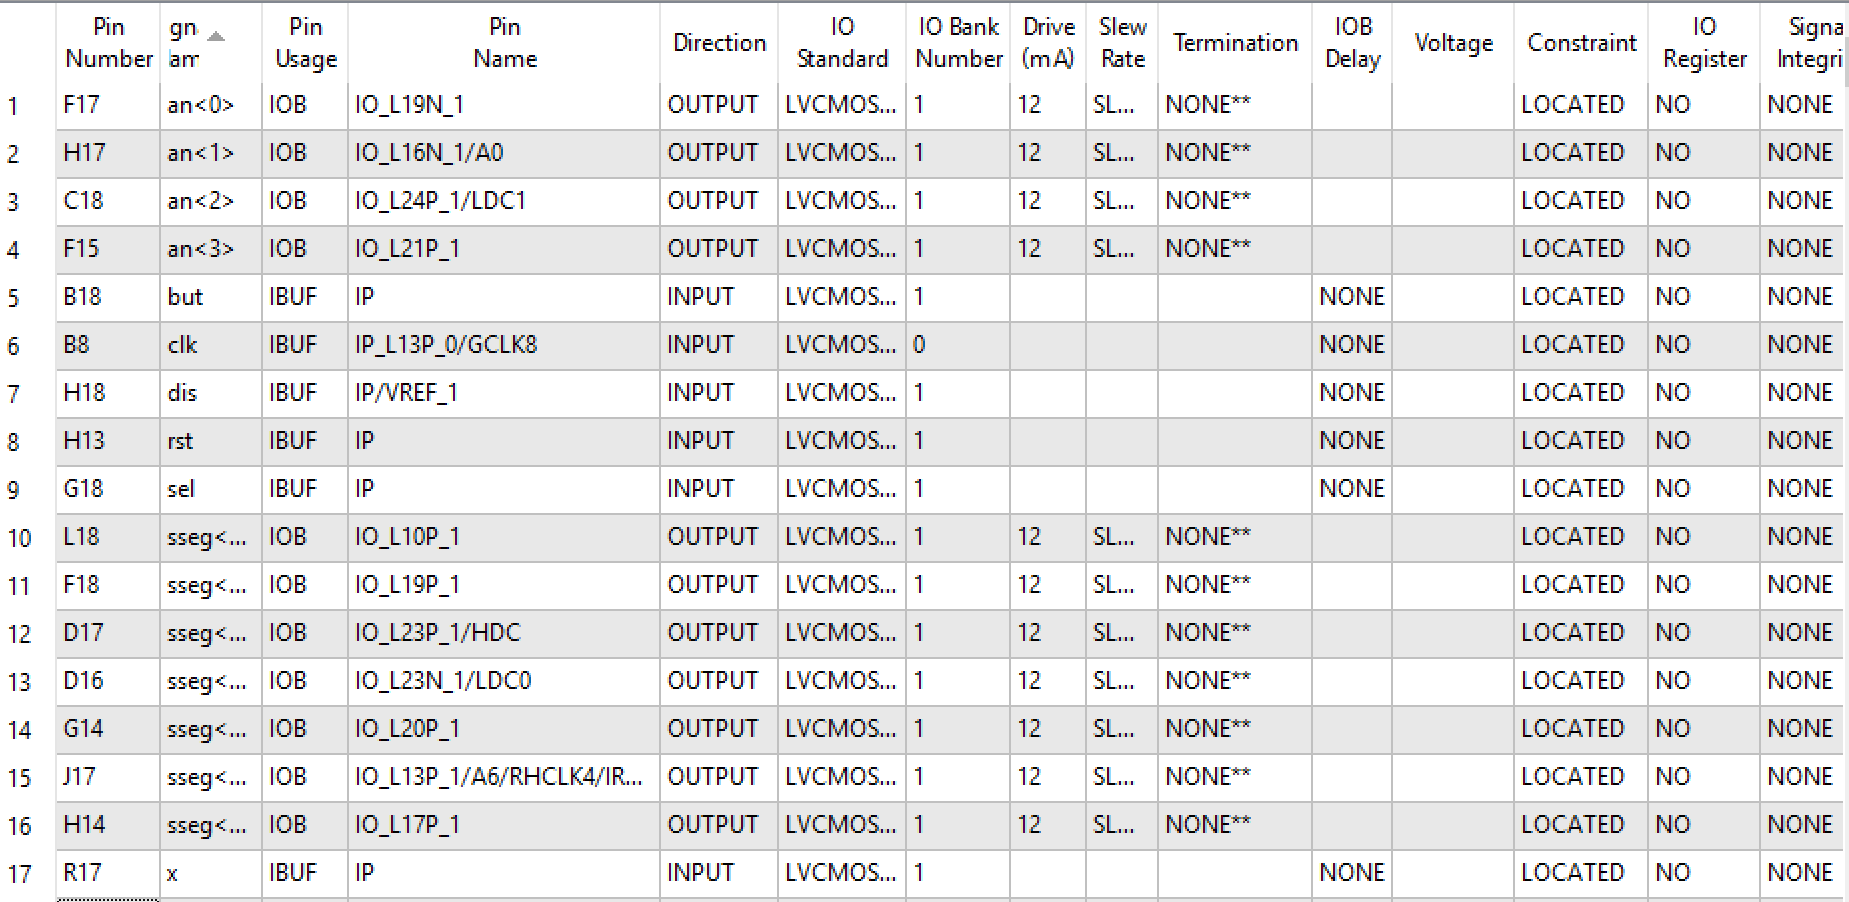 Pin Number gn am Pin Usage Pin Name Direction IO Standard IO Bank Number Drive (mA) Slew Rate Termination IOB Delay Voltage Constraint IO Register Signa Integri
1 F17 an<0> IOB IO_L19N_1 OUTPUT LVCMOS... 1 12 SL... NONE** LOCATED NO NONE
2 H17 an<1> IOB IO_L16N_1/A0 OUTPUT LVCMOS... 1 12 SL... NONE** LOCATED NO NONE
3 C18 an<2> IOB IO_L24P_1/LDC1 OUTPUT LVCMOS... 1 12 SL... NONE** LOCATED NO NONE
4 F15 an<3> IOB IO_L21P_1 OUTPUT LVCMOS... 1 12 SL... NONE** LOCATED NO NONE
5 B18 but IBUF IP INPUT LVCMOS... 1 NONE LOCATED NO NONE
6 B8 clk IBUF IP_L13P_0/GCLK8 INPUT LVCMOS... 0 NONE LOCATED NO NONE
7 H18 dis IBUF IP/VREF_1 INPUT LVCMOS... 1 NONE LOCATED NO NONE
8 H13 rst IBUF IP INPUT LVCMOS... 1 NONE LOCATED NO NONE
9 G18 sel IBUF IP INPUT LVCMOS... 1 NONE LOCATED NO NONE
10 L18 sseg<... IOB IO_L10P_1 OUTPUT LVCMOS... 1 12 SL... NONE** LOCATED NO NONE
11 F18 sseg<... IOB IO_L19P_1 OUTPUT LVCMOS... 1 12 SL... NONE** LOCATED NO NONE
12 D17 sseg<... IOB IO_L23P_1/HDC OUTPUT LVCMOS... 1 12 SL... NONE** LOCATED NO NONE
13 D16 sseg<... IOB IO_L23N_1/LDC0 OUTPUT LVCMOS... 1 12 SL... NONE** LOCATED NO NONE
14 G14 sseg<... IOB IO_L20P_1 OUTPUT LVCMOS... 1 12 SL... NONE** LOCATED NO NONE
15 J17 sseg<... IOB IO_L13P_1/A6/RHCLK4/IR... OUTPUT LVCMOS... 1 12 SL... NONE** LOCATED NO NONE
16 H14 sseg<... IOB IO_L17P_1 OUTPUT LVCMOS... 1 12 SL... NONE** LOCATED NO NONE
17 R17 x IBUF IP INPUT LVCMOS... 1 NONE LOCATED NO NONE